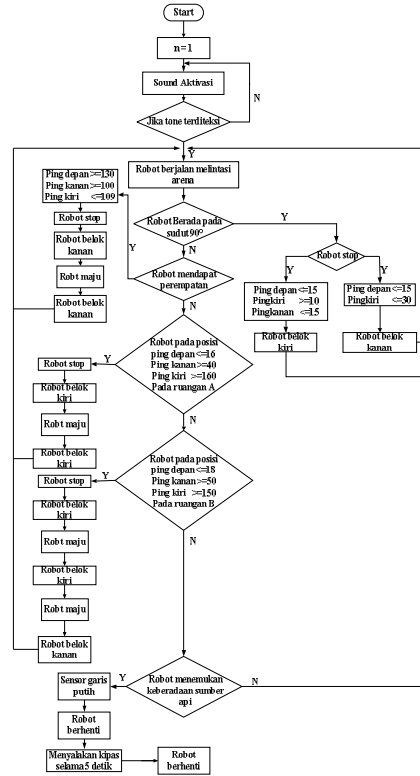 Start
n=1
Sound Aktivasi
N
Jika tone terditeksi
Y
Robot berjalan melintasi
arena
Ping depan>=130
Ping kanan>=100
Ping kiri <=109
Robot stop
Robot belok
kanan
Robt maju
Robot belok
kanan
Robot Berada pada
sudut90°
Y
N
Y
Robot mendapat
perempatan
N
Robot stop
Y
Y
Ping depan<=15
Pingkiri >=10
Pingkanan <=15
Ping depan<=15
Pingkiri <=30
Robot belok
kiri
Robot belok
kanan
Robot pada posisi
ping depan<=16
Ping kanan>=40
Ping kiri >=160
Pada ruangan A
Y
N
Robot stop
Robot belok
kiri
Robt maju
Robot belok
kiri
Robot pada posisi
ping depan<=18
Ping kanan>=50
Ping kiri >=150
Pada ruangan B
Y
N
Robot stop
Robot belok
kiri
Robt maju
Robot belok
kiri
Robt maju
Robot belok
kanan
Robot menemukan
keberadaan sumber
api
Y
N
Sensor garis
putih
Robot
berhenti
Menyalakan kipas
selama 5 detik
Robot
berhenti